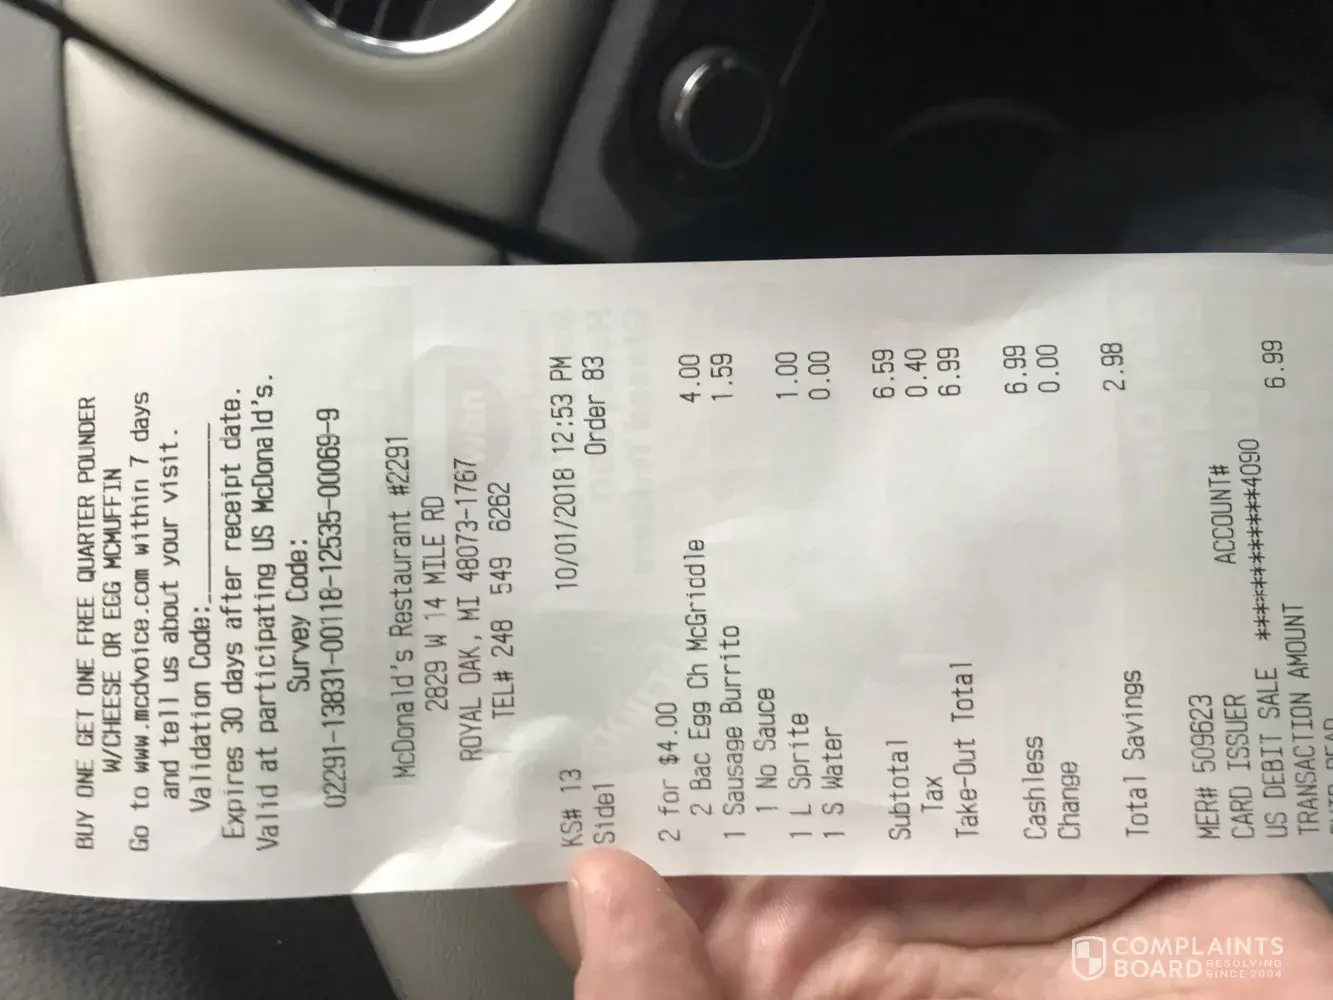 BUY ONE GET ONE FREE QUARTER POUNDER
W/CHEESE OR EGG MCMUFFIN
Go to www.mcdvoice.com within 7 days
and tell us about your visit.
Validation Code:____________
Expires 30 days after receipt date.
Valid at participating US McDonald's.
Survey Code:
02291-13831-00118-12535-00069-9
McDonald's Restaurant #2291
2829 W 14 MILE RD
ROYAL OAK, MI 48073-1767
TEL# 248 549 6262
KS# 13 10/01/2018 12:53 PM
Side1 Order 83
2 for $4.00 4.00
2 Bac Egg Ch McGriddle
1 Sausage Burrito 1.59
1 No Sauce
1 L Sprite 1.00
1 S Water 0.00
Subtotal 6.59
Tax 0.40
Take-Out Total 6.99
Cashless 6.99
Change 0.00
Total Savings 2.98
MER# 509623
CARD ISSUER ACCOUNT#
US DEBIT SALE ************4090
TRANSACTION AMOUNT 6.99
COMPLAINTS
BOARD RESOLVING
SINCE 2004